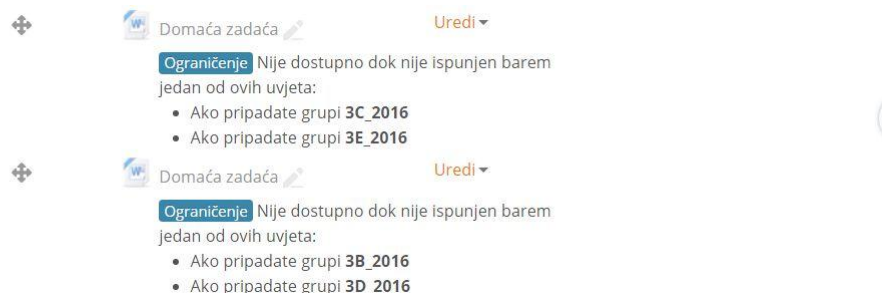 Domaća zadaća Uredi
Ograničenje Nije dostupno dok nije ispunjen barem
jedan od ovih uvjeta:
• Ako pripadate grupi 3C_2016
• Ako pripadate grupi 3E_2016
Domaća zadaća Uredi
Ograničenje Nije dostupno dok nije ispunjen barem
jedan od ovih uvjeta:
• Ako pripadate grupi 3B_2016
• Ako pripadate grupi 3D_2016